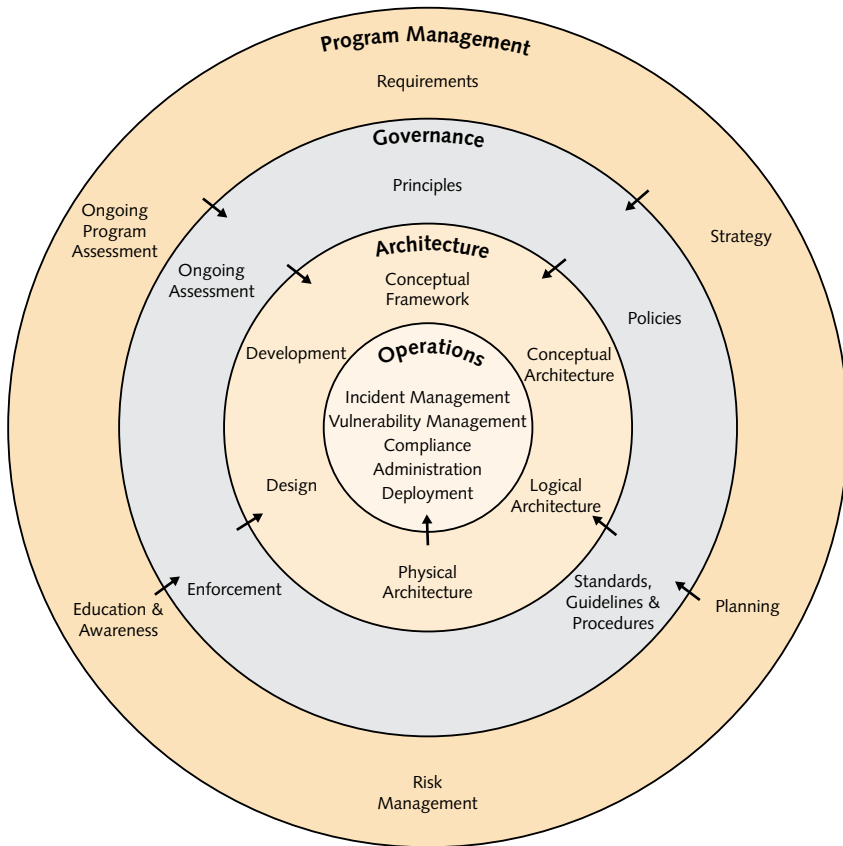 Program Management
Requirements
Governance
Principles
Ongoing
Program
Assessment
Strategy
Architecture
Ongoing
Assessment
Conceptual
Framework
Policies
Operations
Development
Conceptual
Architecture
Incident Management
Vulnerability Management
Compliance
Administration
Deployment
Design
Logical
Architecture
Physical
Architecture
Enforcement
Standards,
Guidelines &
Procedures
Education &
Awareness
Planning
Risk
Management